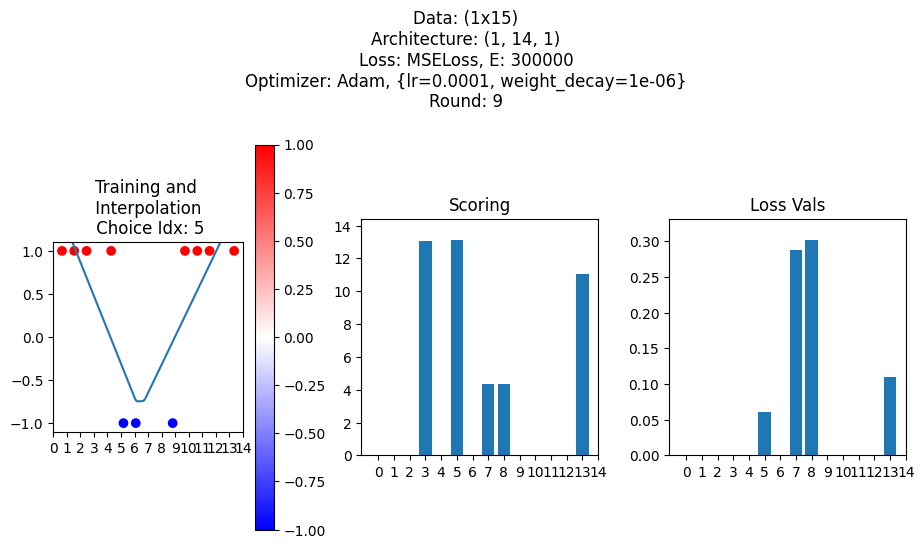 Data: (1x15)
Architecture: (1, 14, 1)
Loss: MSELoss, E: 300000
Optimizer: Adam, {lr=0.0001, weight_decay=1e-06}
Round: 9
Training and
Interpolation
Choice Idx: 5
1.0
0.5
0.0
−0.5
−1.0
0 1 2 3 4 5 6 7 8 9 10 11 12 13 14
1.00
0.75
0.50
0.25
0.00
−0.25
−0.50
−0.75
−1.00
Scoring
14
12
10
8
6
4
2
0
0 1 2 3 4 5 6 7 8 9 10 11 12 13 14
Loss Vals
0.30
0.25
0.20
0.15
0.10
0.05
0.00
0 1 2 3 4 5 6 7 8 9 10 11 12 13 14